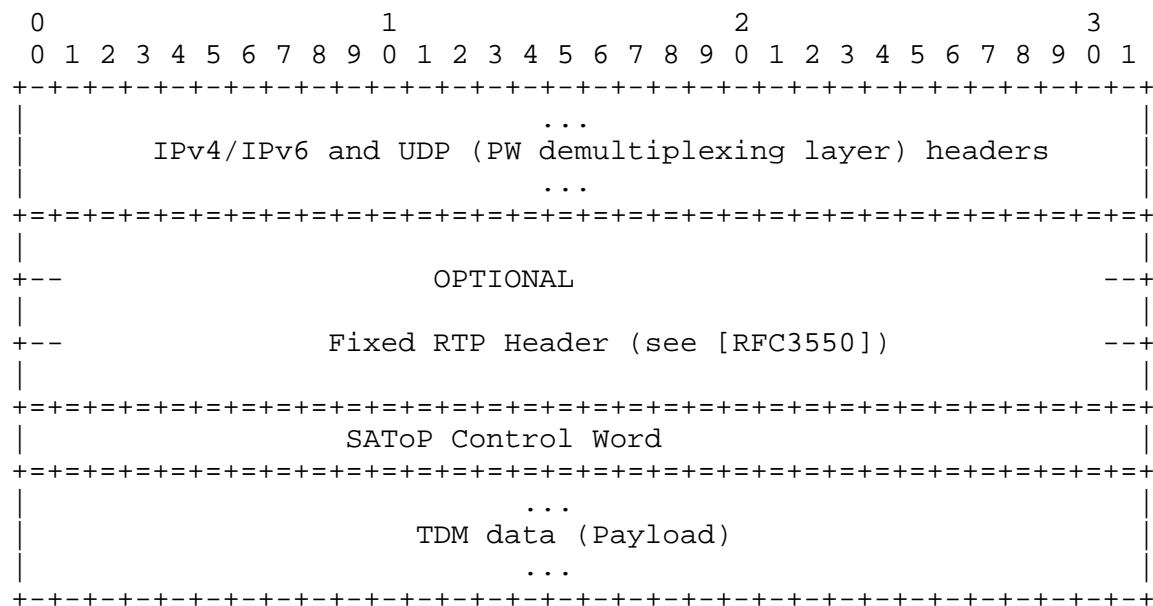 0                   1                   2                   3
 0 1 2 3 4 5 6 7 8 9 0 1 2 3 4 5 6 7 8 9 0 1 2 3 4 5 6 7 8 9 0 1
+-+-+-+-+-+-+-+-+-+-+-+-+-+-+-+-+-+-+-+-+-+-+-+-+-+-+-+-+-+-+-+-+
|                             ...                               |
|       IPv4/IPv6 and UDP (PW demultiplexing layer) headers     |
|                             ...                               |
+=+=+=+=+=+=+=+=+=+=+=+=+=+=+=+=+=+=+=+=+=+=+=+=+=+=+=+=+=+=+=+=+
|                                                               |
+--                     OPTIONAL                              --+
|                                                               |
+--               Fixed RTP Header (see [RFC3550])            --+
|                                                               |
+=+=+=+=+=+=+=+=+=+=+=+=+=+=+=+=+=+=+=+=+=+=+=+=+=+=+=+=+=+=+=+=+
|                  SAToP Control Word                           |
+=+=+=+=+=+=+=+=+=+=+=+=+=+=+=+=+=+=+=+=+=+=+=+=+=+=+=+=+=+=+=+=+
|                            ...                                |
|                      TDM data (Payload)                       |
|                            ...                                |
+-+-+-+-+-+-+-+-+-+-+-+-+-+-+-+-+-+-+-+-+-+-+-+-+-+-+-+-+-+-+-+-+